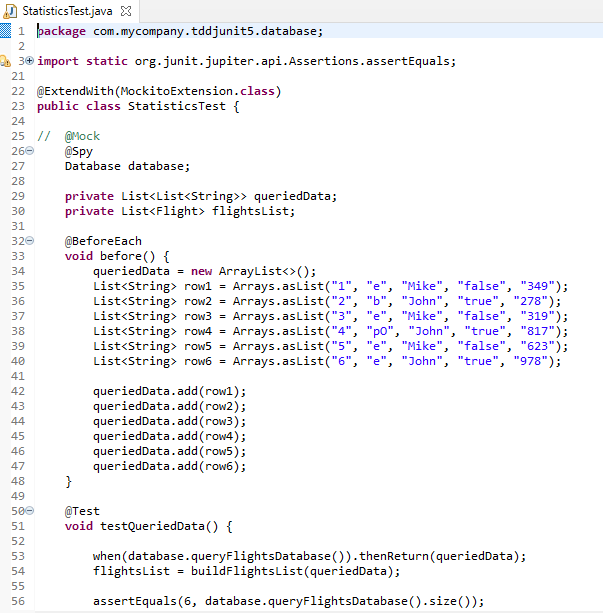 StatisticsTest.java
1 package com.mycompany.tddjunit5.database;
2
3 import static org.junit.jupiter.api.Assertions.assertEquals;
21
22 @ExtendWith(MockitoExtension.class)
23 public class StatisticsTest {
24
25 //  @Mock
26     @Spy
27     Database database;
28
29     private List<List<String>> queriedData;
30     private List<Flight> flightsList;
31
32     @BeforeEach
33     void before() {
34         queriedData = new ArrayList<>();
35         List<String> row1 = Arrays.asList("1", "e", "Mike", "false", "349");
36         List<String> row2 = Arrays.asList("2", "b", "John", "true", "278");
37         List<String> row3 = Arrays.asList("3", "e", "Mike", "false", "319");
38         List<String> row4 = Arrays.asList("4", "pO", "John", "true", "817");
39         List<String> row5 = Arrays.asList("5", "e", "Mike", "false", "623");
40         List<String> row6 = Arrays.asList("6", "e", "John", "true", "978");
41
42         queriedData.add(row1);
43         queriedData.add(row2);
44         queriedData.add(row3);
45         queriedData.add(row4);
46         queriedData.add(row5);
47         queriedData.add(row6);
48     }
49
50     @Test
51     void testQueriedData() {
52
53         when(database.queryFlightsDatabase()).thenReturn(queriedData);
54         flightsList = buildFlightsList(queriedData);
55
56         assertEquals(6, database.queryFlightsDatabase().size());